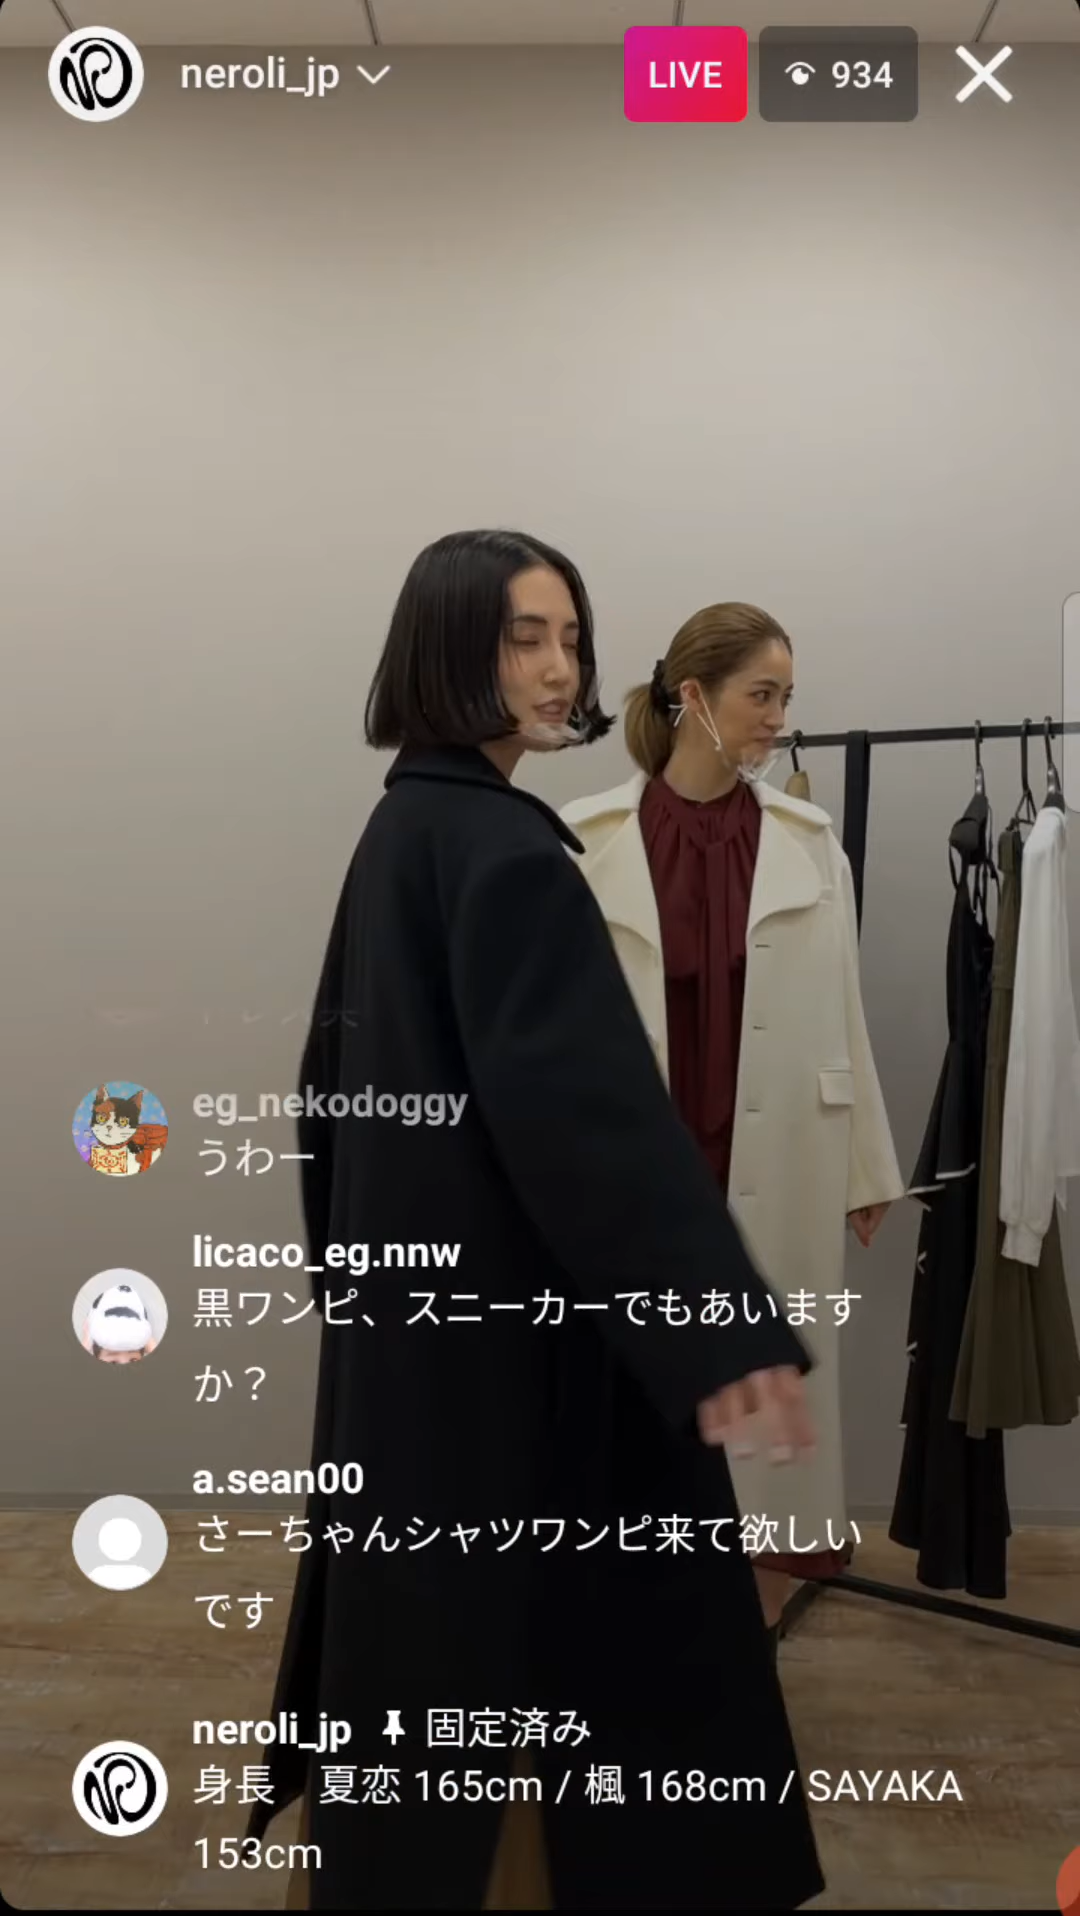 neroli_jp
LIVE
934
eg_nekodoggy
うわー
licaco_eg.nnw
黒ワンピ、スニーカーでもあいます
か？
a.sean00
さーちゃんシャツワンピ来て欲しい
です
neroli_jp 固定済み
身長　夏恋 165cm / 楓 168cm / SAYAKA
153cm